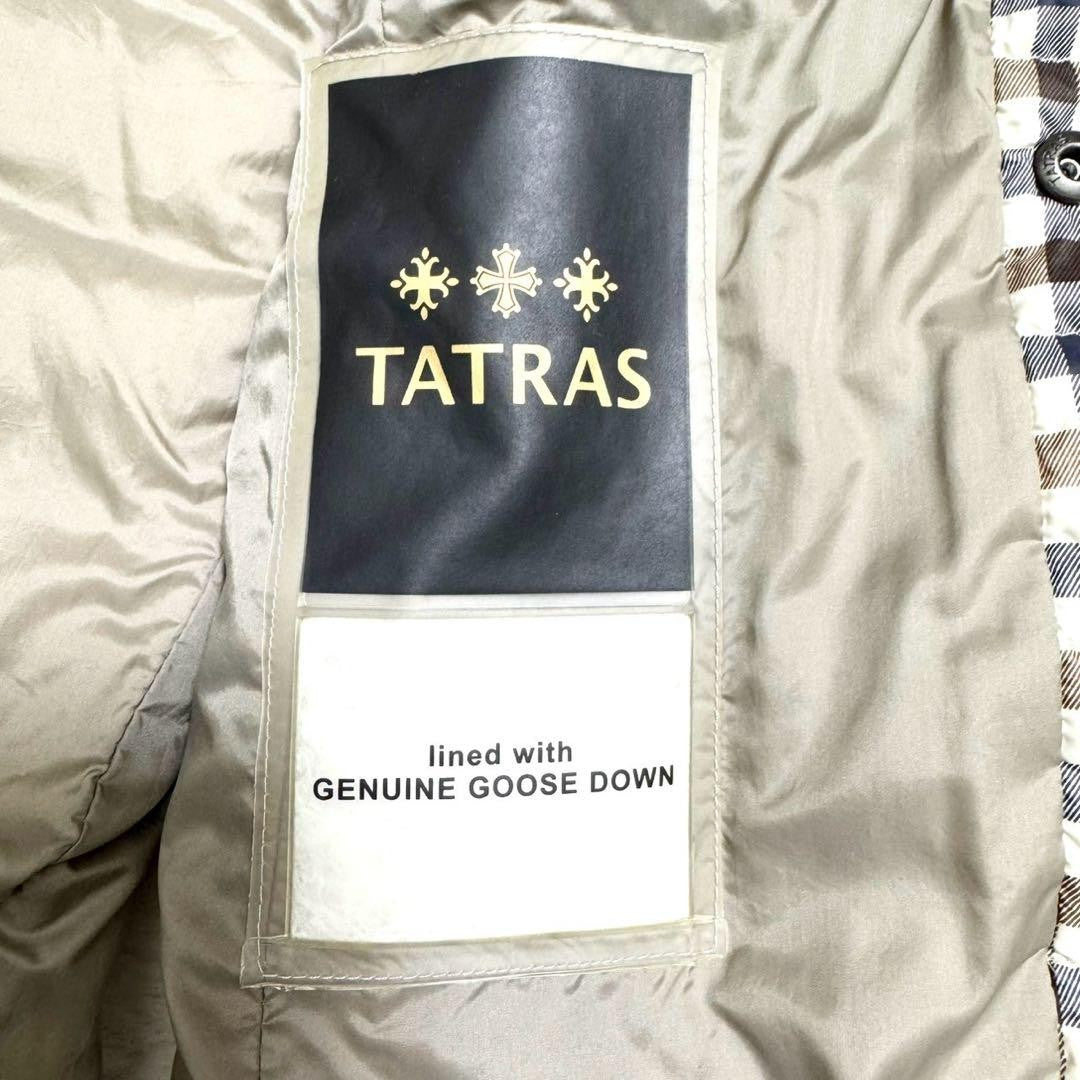 TATRAS
lined with
GENUINE GOOSE DOWN